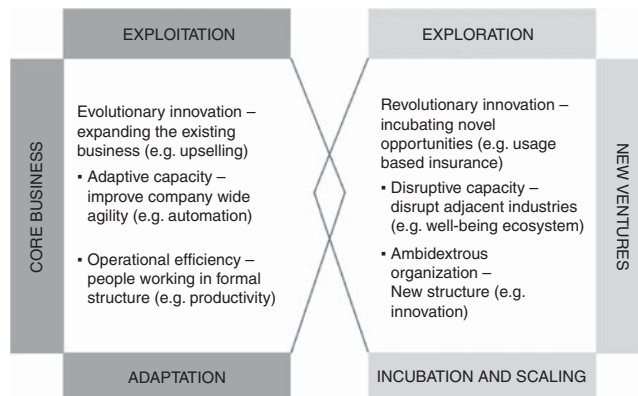 EXPLOITATION
EXPLORATION
CORE BUSINESS
Evolutionary innovation –
expanding the existing
business (e.g. upselling)
▪ Adaptive capacity –
improve company wide
agility (e.g. automation)
▪ Operational efficiency –
people working in formal
structure (e.g. productivity)
Revolutionary innovation –
incubating novel
opportunities (e.g. usage
based insurance)
▪ Disruptive capacity –
disrupt adjacent industries
(e.g. well-being ecosystem)
▪ Ambidextrous
organization –
New structure (e.g.
innovation)
NEW VENTURES
ADAPTATION
INCUBATION AND SCALING